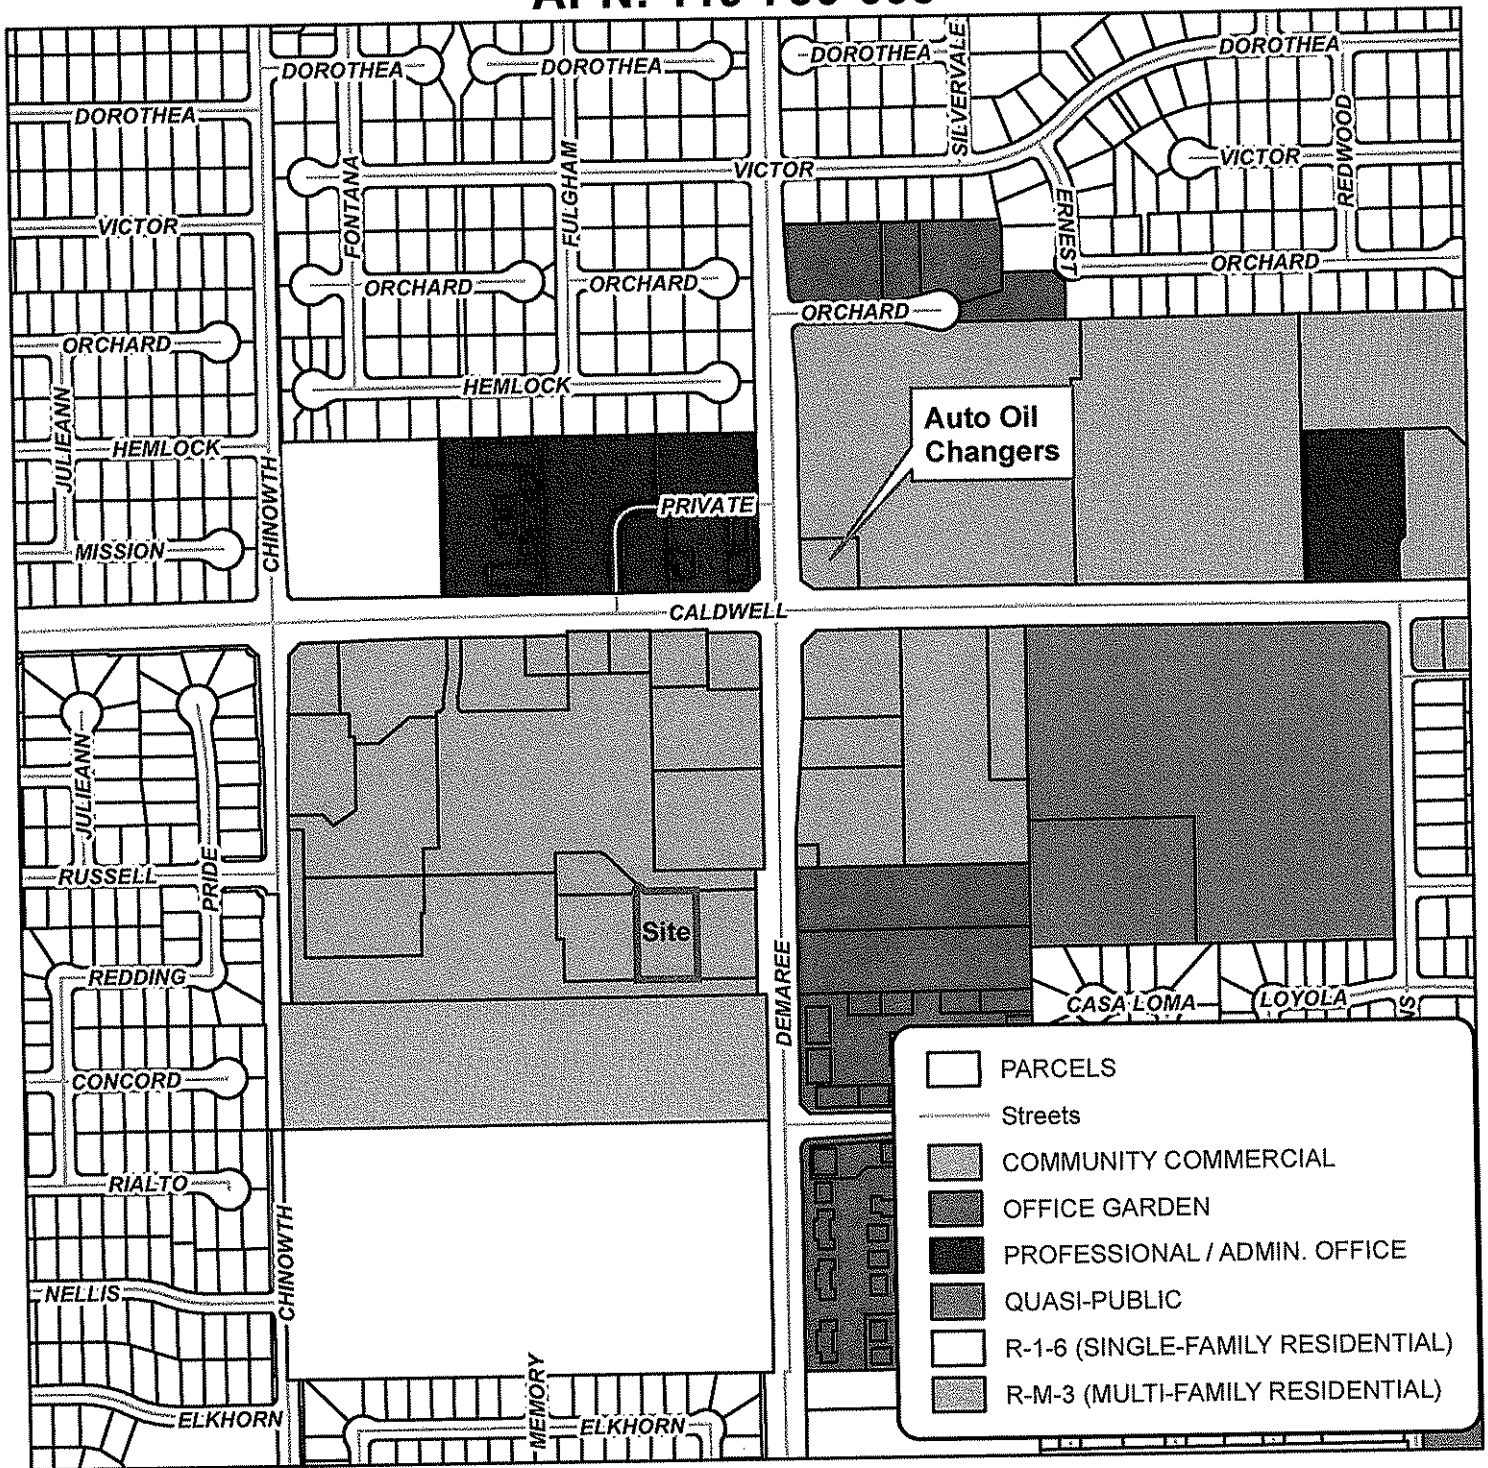 DOROTHEA
DOROTHEA
DOROTHEA
DOROTHEA
DOROTHEA
SILVERVALE
REDWOOD
VICTOR
VICTOR
VICTOR
FONTANA
FULGHAM
ERNEST
ORCHARD
ORCHARD
ORCHARD
ORCHARD
ORCHARD
HEMLOCK
HEMLOCK
JULIEANN
CHINOWTH
MISSION
PRIVATE
Auto Oil
Changers
CALDWELL
JULIEANN
PRIDE
RUSSELL
REDDING
Site
DEMAREE
CASA LOMA
LOYOLA
CONCORD
RIALTO
CHINOWTH
NELLIS
ELKHORN
MEMORY
ELKHORN
PARCELS
Streets
COMMUNITY COMMERCIAL
OFFICE GARDEN
PROFESSIONAL / ADMIN. OFFICE
QUASI-PUBLIC
R-1-6 (SINGLE-FAMILY RESIDENTIAL)
R-M-3 (MULTI-FAMILY RESIDENTIAL)